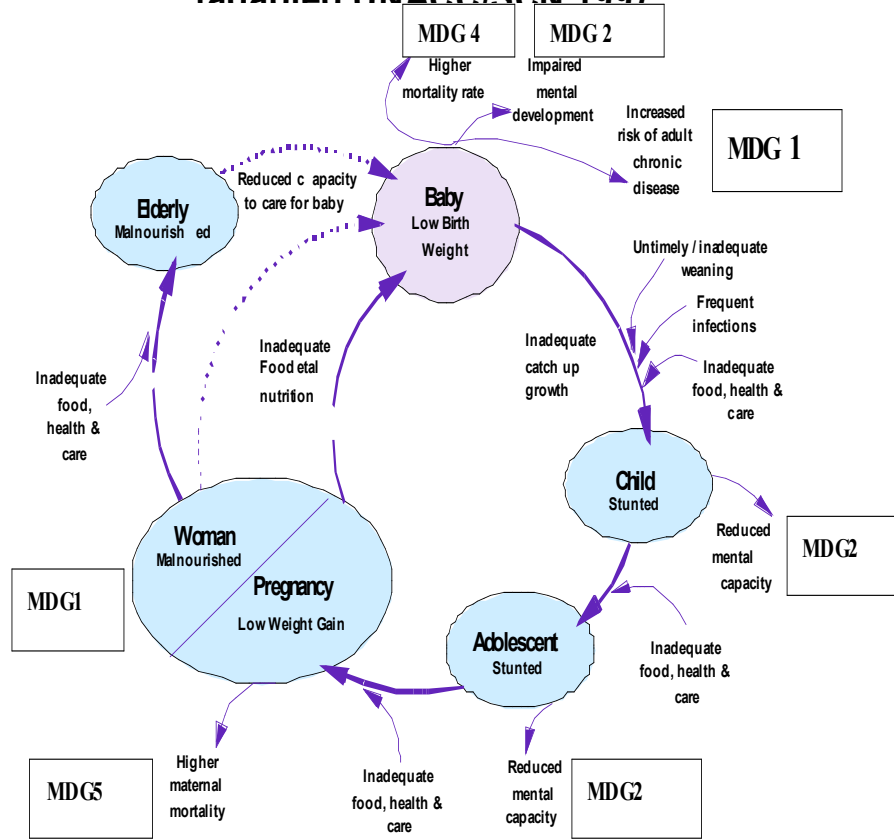 MDG 4
MDG 2
Higher
mortality rate
Impaired
mental
development
Increased
risk of adult
chronic
disease
MDG 1
Elderly
Malnourish ed
Reduced c apacity
to care for baby
Baby
Low Birth
Weight
Untimely / inadequate
weaning
Frequent
infections
Inadequate
food, health &
care
Inadequate
catch up
growth
Inadequate
Food etal
nutrition
Inadequate
food,
health &
care
Child
Stunted
Reduced
mental
capacity
MDG2
Woman
Malnourished
Pregnancy
Low Weight Gain
MDG1
Adolescent
Stunted
Inadequate
food, health &
care
Higher
maternal
mortality
MDG5
Inadequate
food, health &
care
Reduced
mental
capacity
MDG2